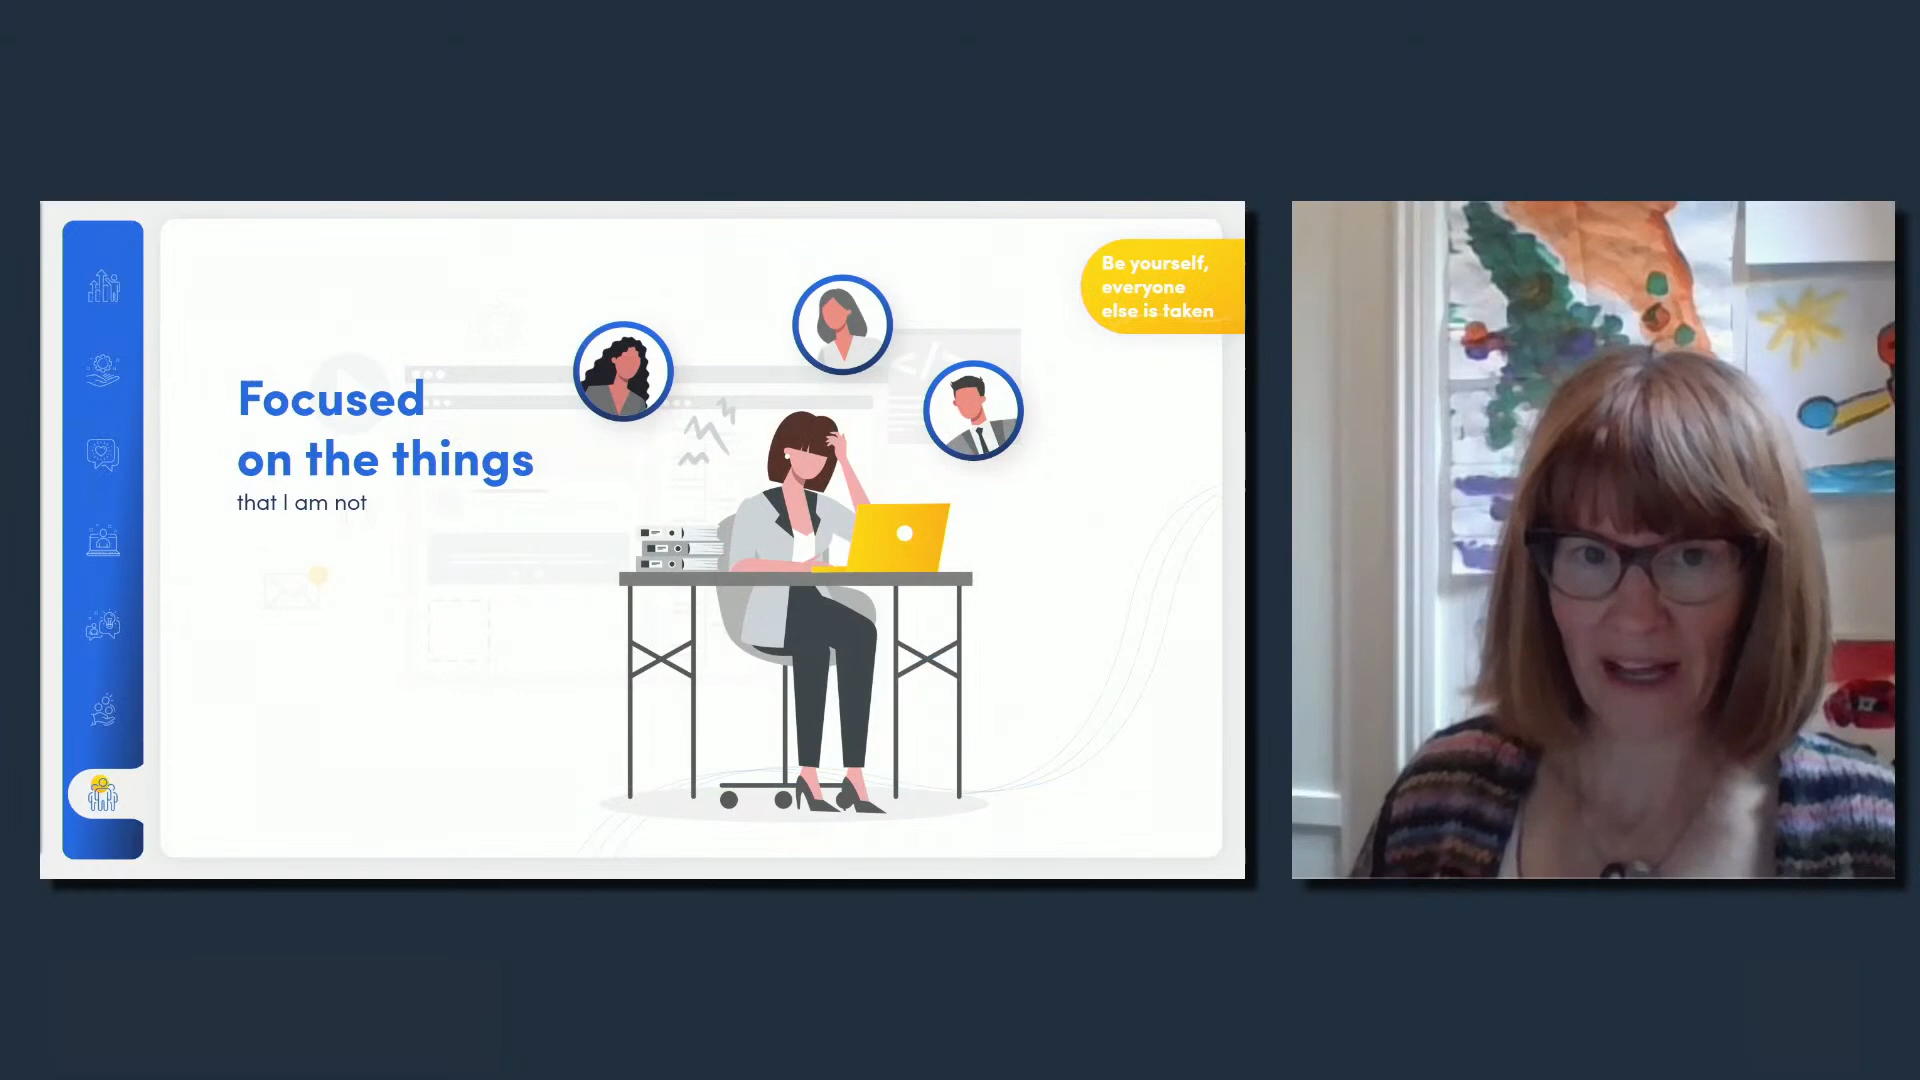 Be yourself,
everyone
else is taken
Focused
on the things
that I am not